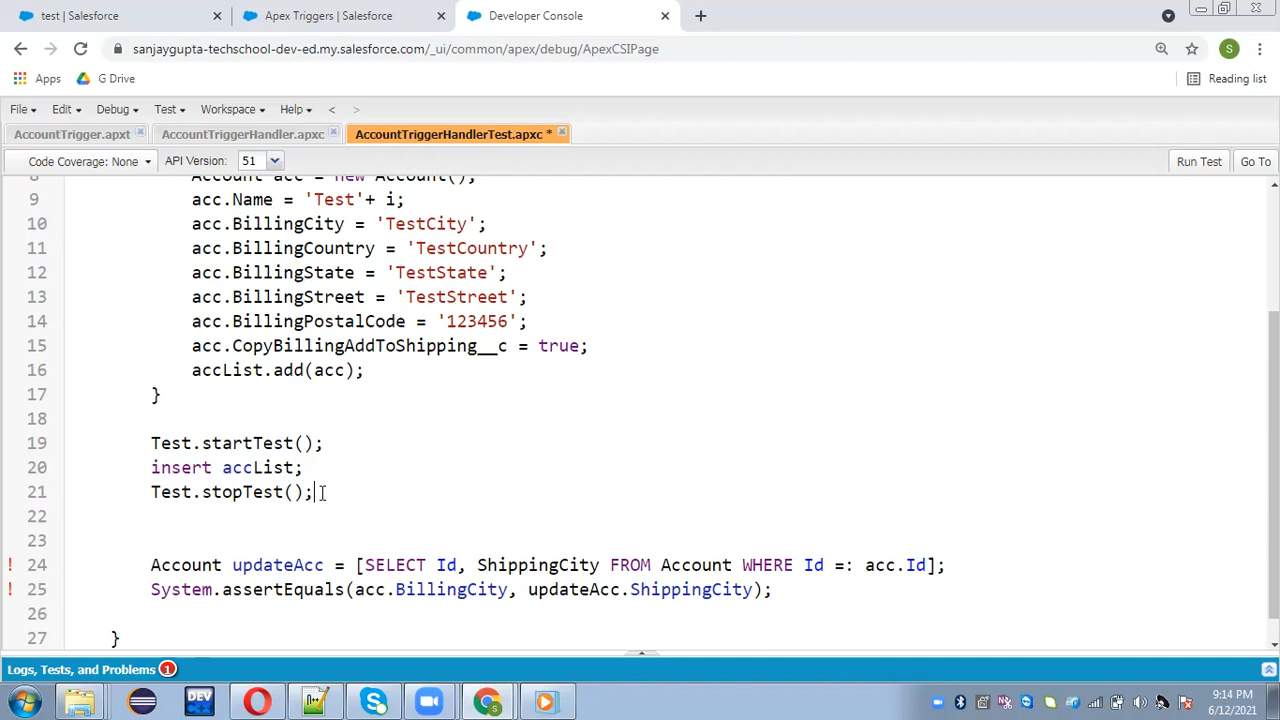 test | Salesforce
Apex Triggers | Salesforce
Developer Console
sanjaygupta-techschool-dev-ed.my.salesforce.com/_ui/common/apex/debug/ApexCSIPage
S
Apps
G Drive
Reading list
File
Edit
Debug
Test
Workspace
Help
<
>
AccountTrigger.apxt
AccountTriggerHandler.apxc
AccountTriggerHandlerTest.apxc *
Code Coverage: None
API Version:
51
Run Test
Go To
8 Account acc = new Account();
9 acc.Name = 'Test'+ i;
10 acc.BillingCity = 'TestCity';
11 acc.BillingCountry = 'TestCountry';
12 acc.BillingState = 'TestState';
13 acc.BillingStreet = 'TestStreet';
14 acc.BillingPostalCode = '123456';
15 acc.CopyBillingAddToShipping__c = true;
16 accList.add(acc);
17 }
18
19 Test.startTest();
20 insert accList;
21 Test.stopTest();
22
23
! 24 Account updateAcc = [SELECT Id, ShippingCity FROM Account WHERE Id =: acc.Id];
! 25 System.assertEquals(acc.BillingCity, updateAcc.ShippingCity);
26
27 }
Logs, Tests, and Problems 1
DEV
S
9:14 PM
6/12/2021